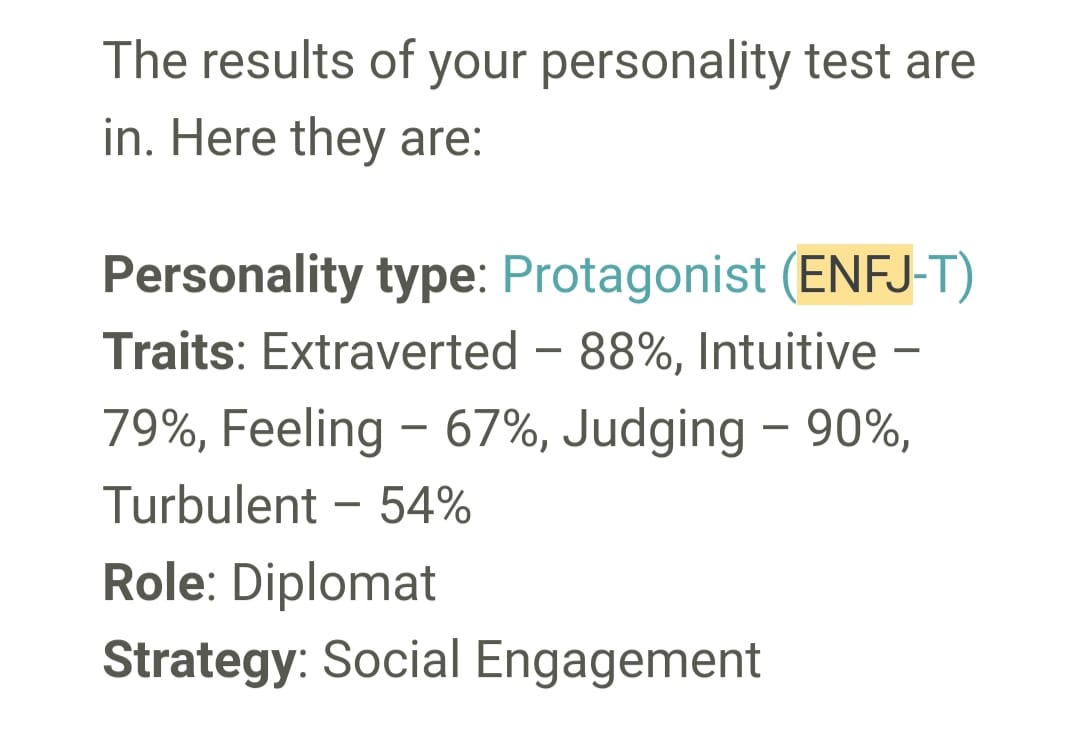 The results of your personality test are
in. Here they are:
Personality type: Protagonist (ENFJ-T)
Traits: Extraverted – 88%, Intuitive –
79%, Feeling – 67%, Judging – 90%,
Turbulent – 54%
Role: Diplomat
Strategy: Social Engagement